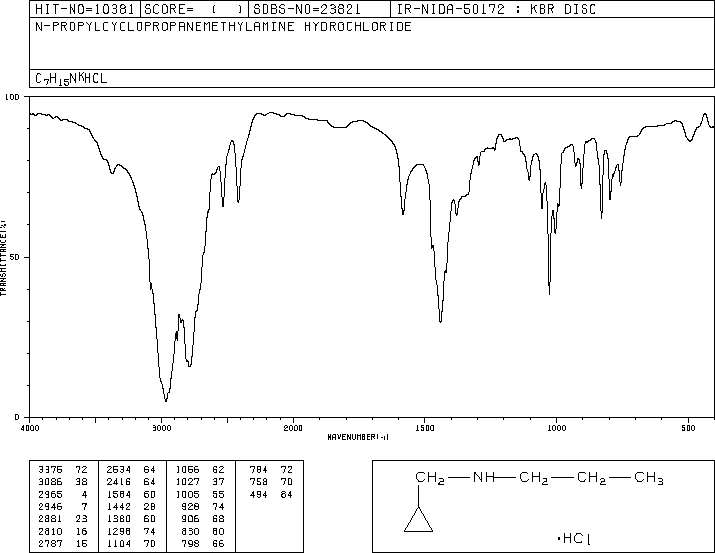 HIT-NO=10381 SCORE= ( ) SDBS-NO=23821 IR-NIDA-50172 : KBR DISC
N-PROPYLCYCLOPROPANEMETHYLAMINE HYDROCHLORIDE
C7H15NKHCL
100
TRANSMITTANCE(%)
50
0
4000 3000 2000 1500 1000 500
WAVENUMBER(-1)
3376 72 2534 64 1056 62 784 72
3086 38 2416 64 1027 37 758 70
2965 4 1584 60 1005 55 494 84
2946 7 1442 28 928 74
2881 23 1380 60 906 68
2810 16 1298 74 830 60
2787 15 1104 70 798 66
CH2—NH—CH2—CH2—CH3
·HCl